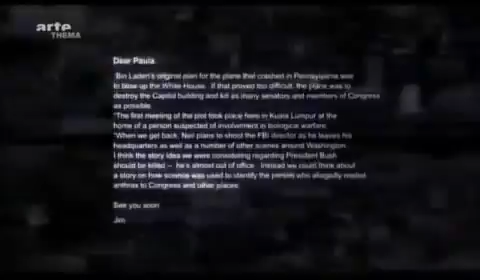 arte
THEMA
Dear Paula,
"Bin Laden's original plan for the plane that crashed in Pennsylvania was
to blow up the White House. If that proved too difficult, the plane was to
destroy the Capitol building and kill as many senators and members of Congress
as possible.
"The first meeting of the plot took place here in Kuala Lumpur at the
home of a person suspected of involvement in biological warfare.
"When we get back, Neil plans to shoot the FBI director as he leaves his
headquarters as well as a number of other scenes around Washington.
I think the story idea we were considering regarding President Bush
should be killed -- he's almost out of office. Instead we could think about
a story on how science was used to identify the person who allegedly mailed
anthrax to Congress and other places.
See you soon
Jim